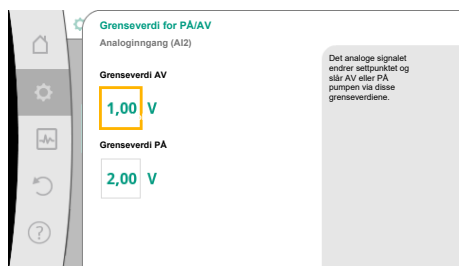 Grenseverdi for PÅ/AV
Analoginngang (AI2)
Grenseverdi AV
1,00 V
Grenseverdi PÅ
2,00 V
Det analoge signalet
endrer settpunktet og
slår AV eller PÅ
pumpen via disse
grenseverdiene.
?